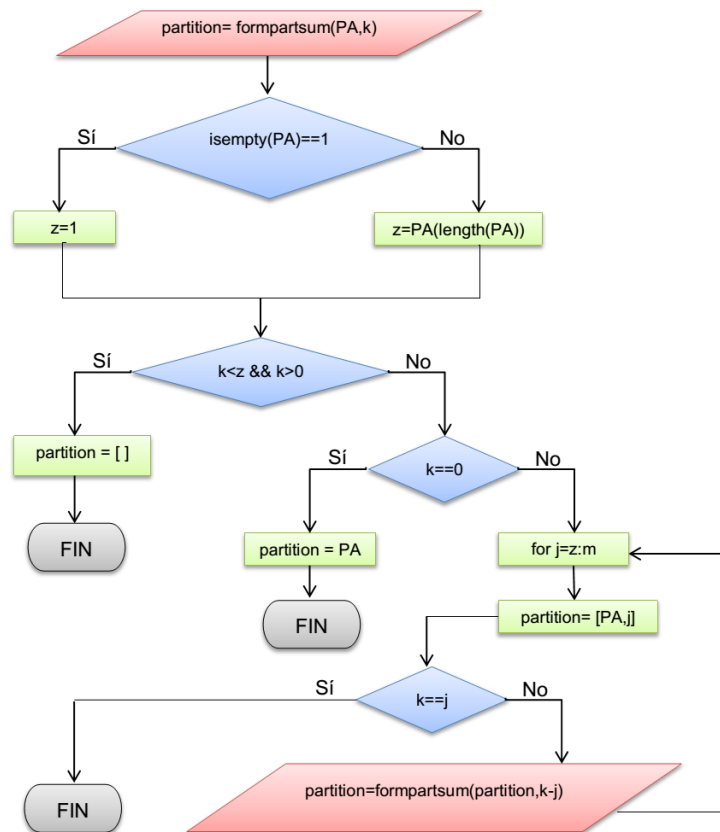 partition= formpartsum(PA,k)
isempty(PA)==1
Sí
No
z=1
z=PA(length(PA))
k<z && k>0
Sí
No
partition = [ ]
k==0
Sí
No
FIN
partition = PA
for j=z:m
FIN
partition= [PA,j]
k==j
Sí
No
FIN
partition=formpartsum(partition,k-j)